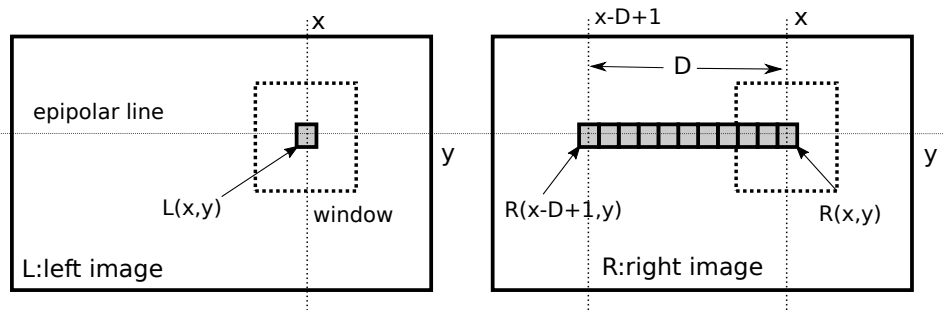 x
epipolar line
y
L(x,y)
window
L:left image
x-D+1
x
D
y
R(x-D+1,y)
R(x,y)
R:right image